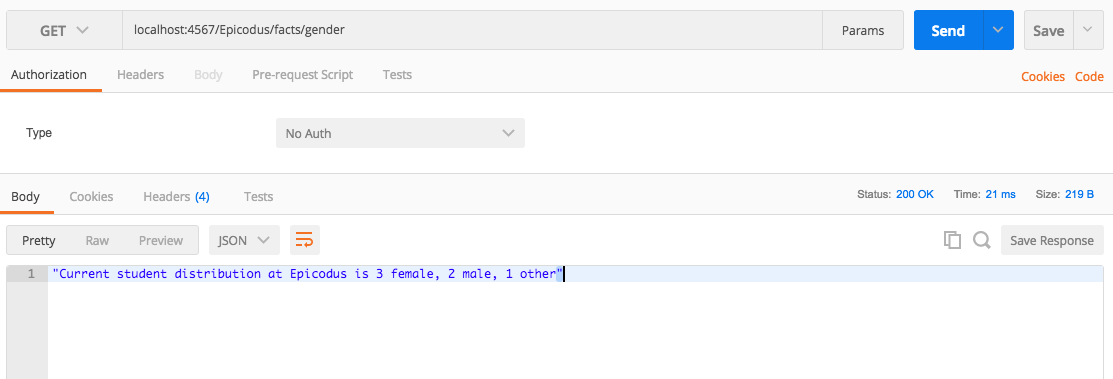 GET localhost:4567/Epicodus/facts/gender Params Send Save
Authorization Headers Body Pre-request Script Tests Cookies Code
Type No Auth
Body Cookies Headers (4) Tests Status: 200 OK Time: 21 ms Size: 219 B
Pretty Raw Preview JSON Save Response
1 "Current student distribution at Epicodus is 3 female, 2 male, 1 other"